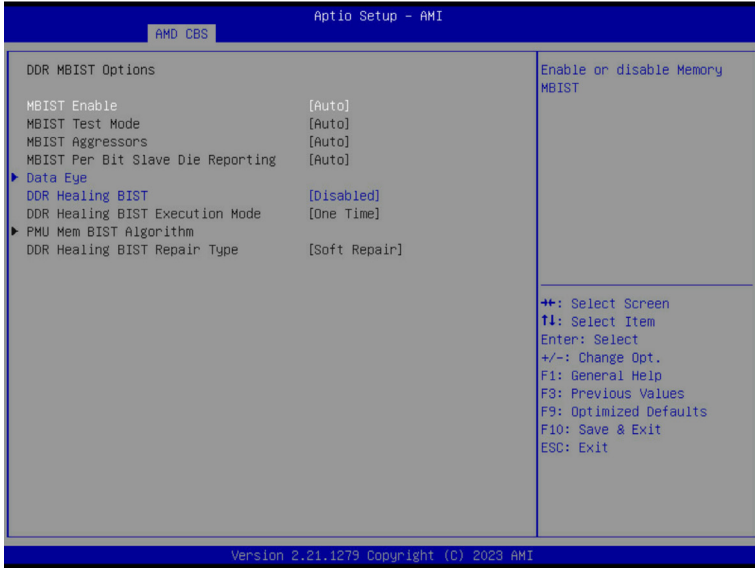 Aptio Setup – AMI
AMD CBS
DDR MBIST Options
Enable or disable Memory
MBIST
MBIST Enable [Auto]
MBIST Test Mode [Auto]
MBIST Aggressors [Auto]
MBIST Per Bit Slave Die Reporting [Auto]
Data Eye
DDR Healing BIST [Disabled]
DDR Healing BIST Execution Mode [One Time]
PMU Mem BIST Algorithm
DDR Healing BIST Repair Type [Soft Repair]
→←: Select Screen
↑↓: Select Item
Enter: Select
+/-: Change Opt.
F1: General Help
F3: Previous Values
F9: Optimized Defaults
F10: Save & Exit
ESC: Exit
Version 2.21.1279 Copyright (C) 2023 AMI